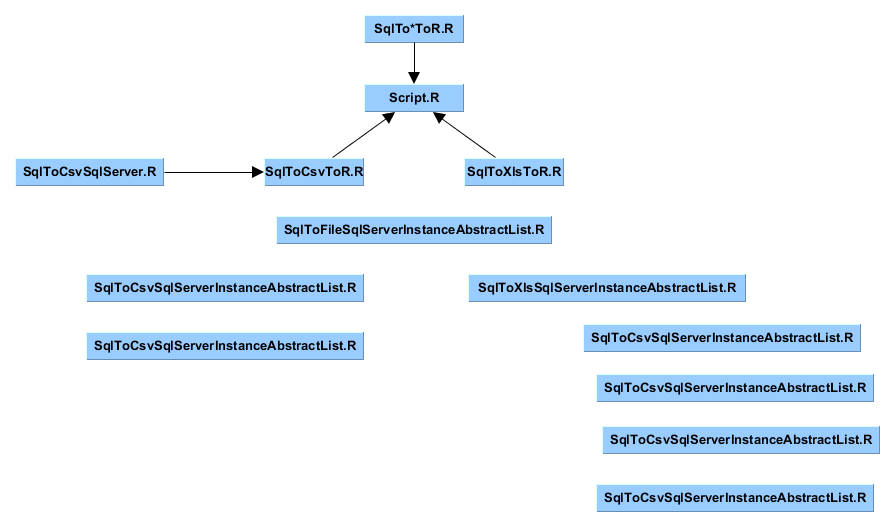 SqlTo*ToR.R
Script.R
SqlToCsvSqlServer.R
SqlToCsvToR.R
SqlToXlsToR.R
SqlToFileSqlServerInstanceAbstractList.R
SqlToCsvSqlServerInstanceAbstractList.R
SqlToXlsSqlServerInstanceAbstractList.R
SqlToCsvSqlServerInstanceAbstractList.R
SqlToCsvSqlServerInstanceAbstractList.R
SqlToCsvSqlServerInstanceAbstractList.R
SqlToCsvSqlServerInstanceAbstractList.R
SqlToCsvSqlServerInstanceAbstractList.R